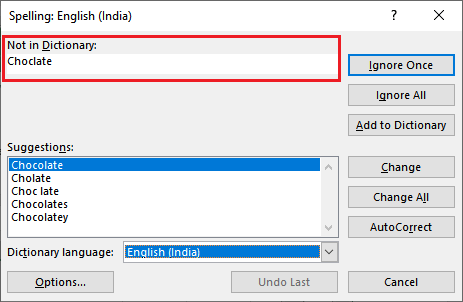 Spelling: English (India)
? ×
Not in Dictionary:
Choclate
Ignore Once
Ignore All
Add to Dictionary
Suggestions:
Chocolate
Cholate
Choc late
Chocolates
Chocolatey
Change
Change All
AutoCorrect
Dictionary language: English (India)
Options...
Undo Last
Cancel